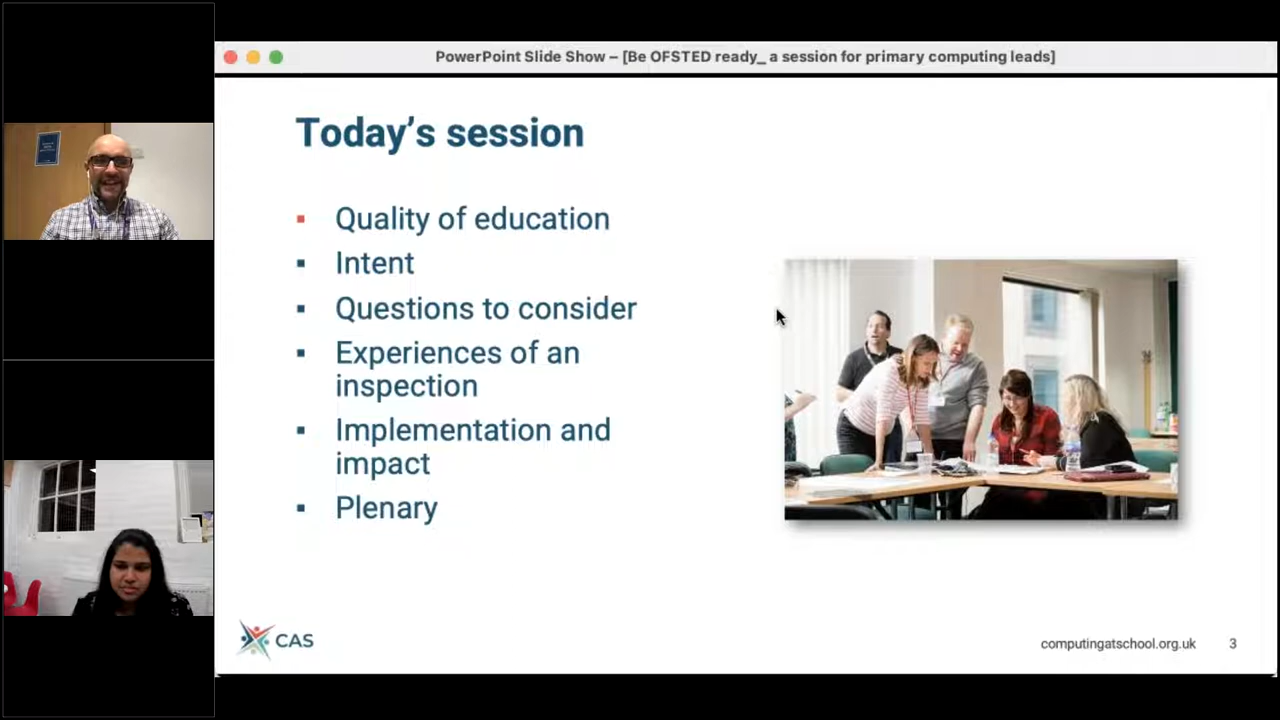 PowerPoint Slide Show – [Be OFSTED ready_ a session for primary computing leads]
Today's session
▪ Quality of education
▪ Intent
▪ Questions to consider
▪ Experiences of an
inspection
▪ Implementation and
impact
▪ Plenary
CAS
computingatschool.org.uk 3